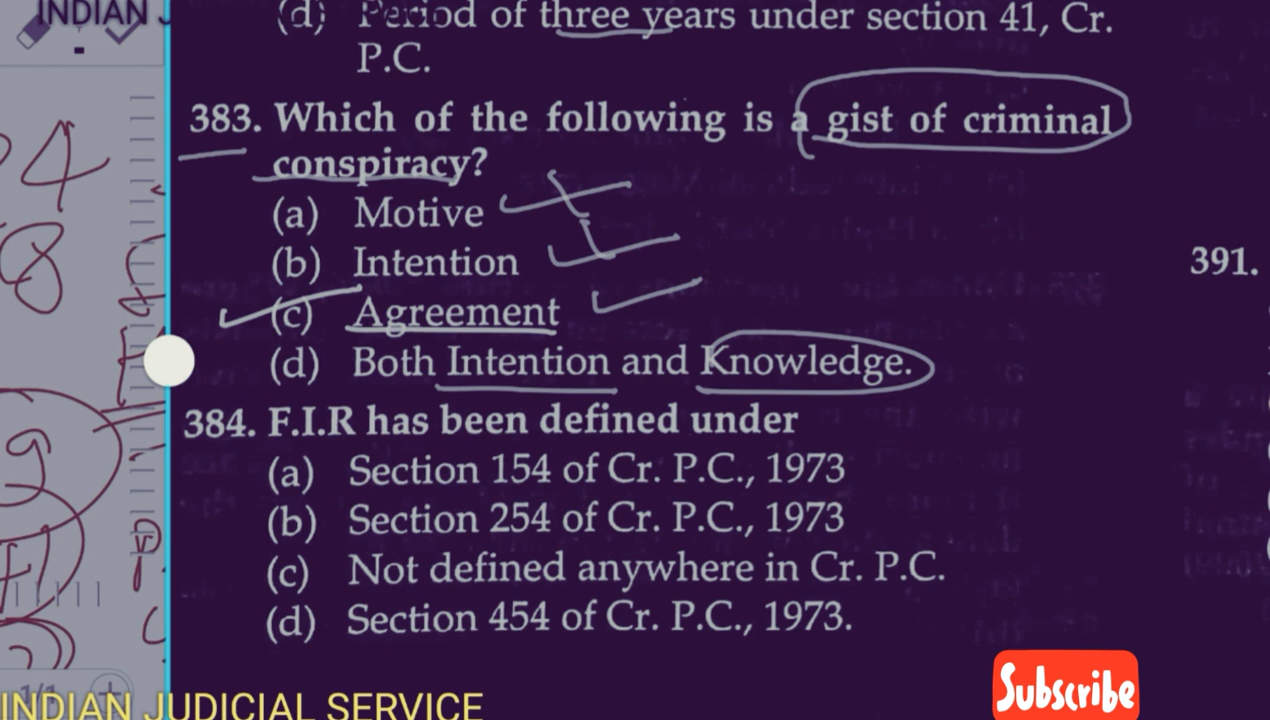 INDIAN J
(d) Period of three years under section 41, Cr.
P.C.
383. Which of the following is a gist of criminal
conspiracy?
(a) Motive
(b) Intention
(c) Agreement
(d) Both Intention and Knowledge.
384. F.I.R has been defined under
(a) Section 154 of Cr. P.C., 1973
(b) Section 254 of Cr. P.C., 1973
(c) Not defined anywhere in Cr. P.C.
(d) Section 454 of Cr. P.C., 1973.
391.
INDIAN JUDICIAL SERVICE
Subscribe